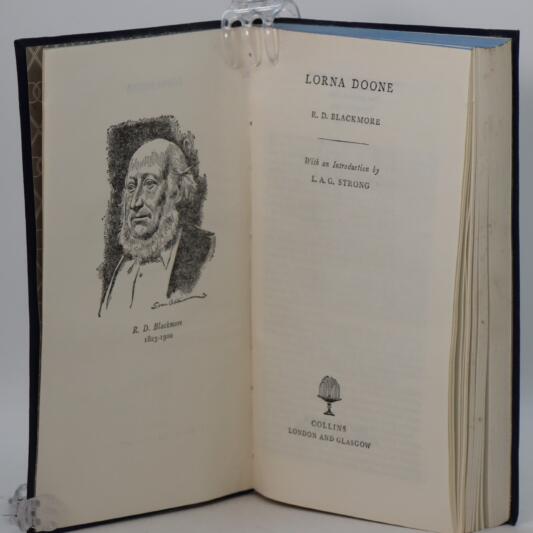 R. D. Blackmore
1825-1900
LORNA DOONE
R. D. BLACKMORE
With an Introduction by
L. A. G. STRONG
COLLINS
LONDON AND GLASGOW